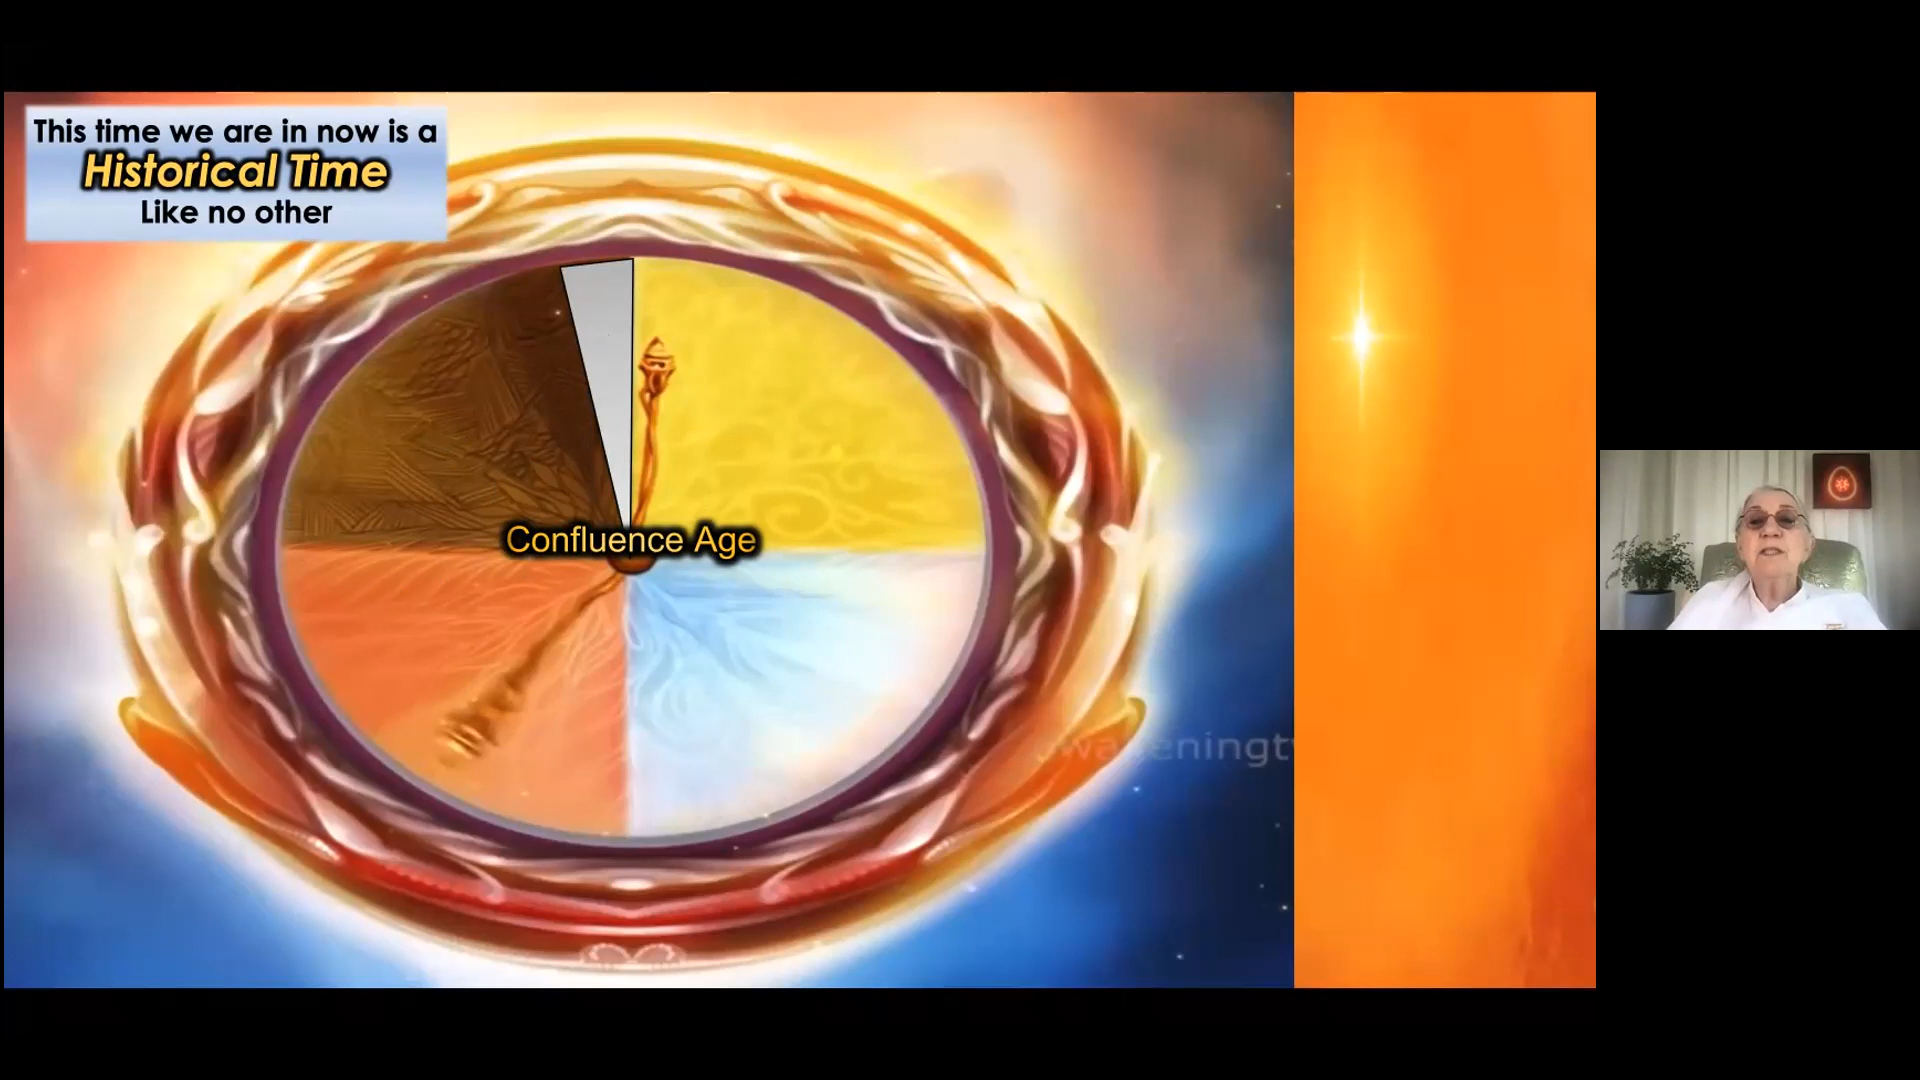 This time we are in now is a
Historical Time
Like no other
Confluence Age